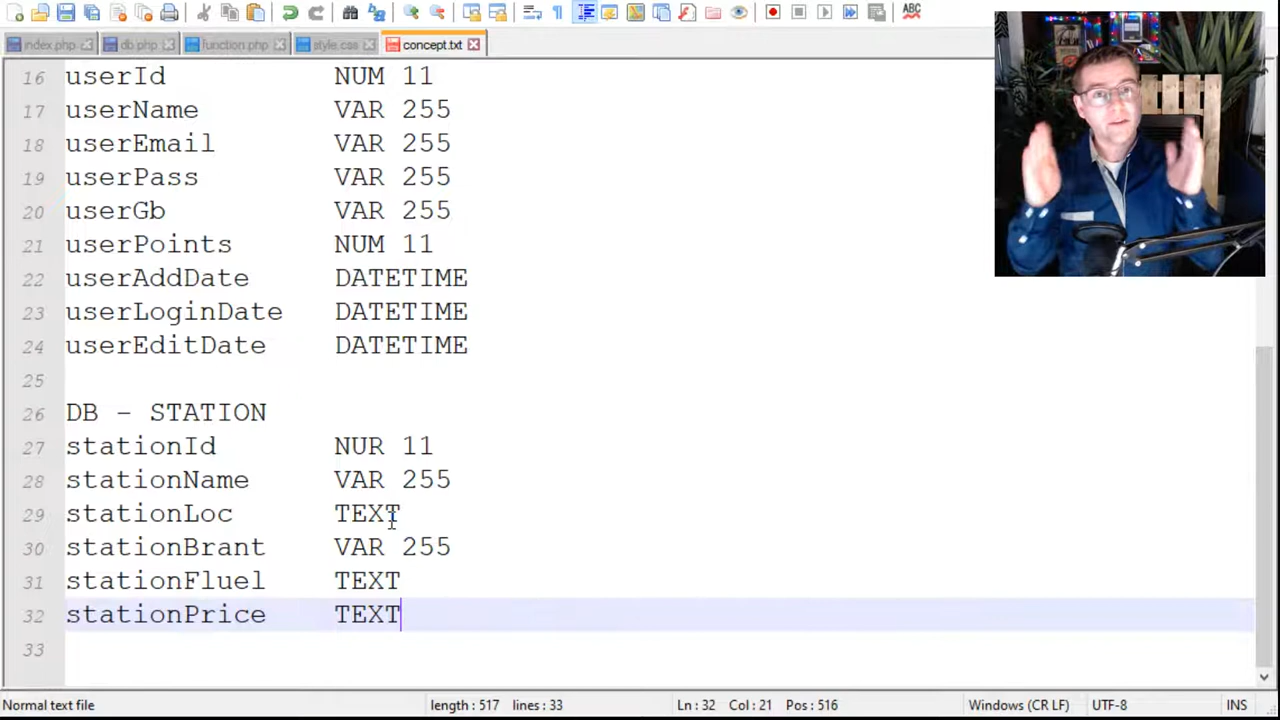 ABC
index.php
db.php
function.php
style.css
concept.txt
16 userId NUM 11
17 userName VAR 255
18 userEmail VAR 255
19 userPass VAR 255
20 userGb VAR 255
21 userPoints NUM 11
22 userAddDate DATETIME
23 userLoginDate DATETIME
24 userEditDate DATETIME
25
26 DB - STATION
27 stationId NUR 11
28 stationName VAR 255
29 stationLoc TEXT
30 stationBrant VAR 255
31 stationFluel TEXT
32 stationPrice TEXT
33
Normal text file length : 517 lines : 33 Ln : 32 Col : 21 Pos : 516 Windows (CR LF) UTF-8 INS